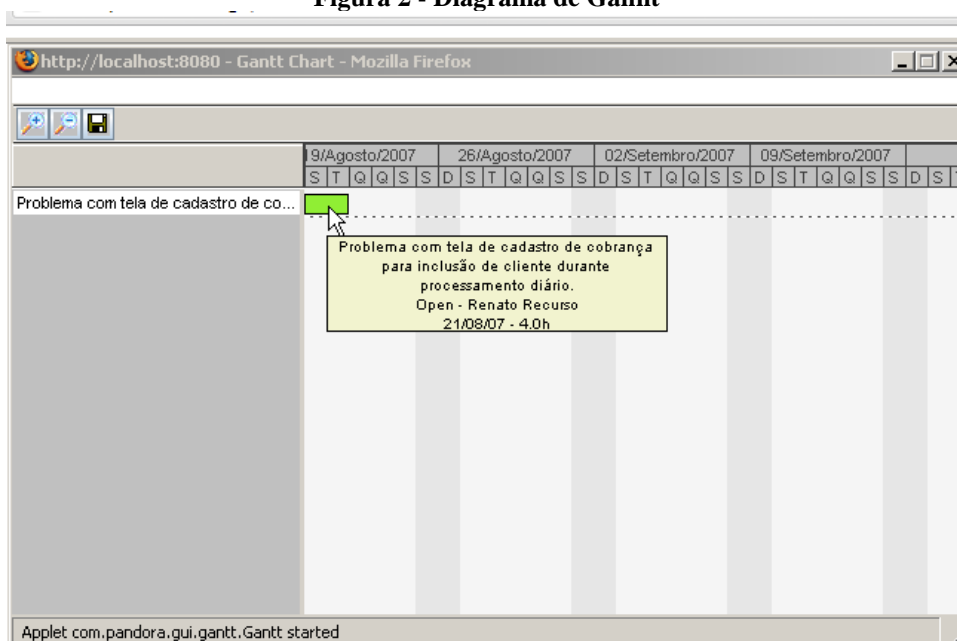 Figura 2 - Diagrama de Gantt
http://localhost:8080 - Gantt Chart - Mozilla Firefox
19/Agosto/2007 26/Agosto/2007 02/Setembro/2007 09/Setembro/2007
S T Q Q S S D S T Q Q S S D S T Q Q S S D S T Q Q S S D S
Problema com tela de cadastro de co...
Problema com tela de cadastro de cobrança
para inclusão de cliente durante
processamento diário.
Open - Renato Recurso
21/08/07 - 4.0h
Applet com.pandora.gui.gantt.Gantt started